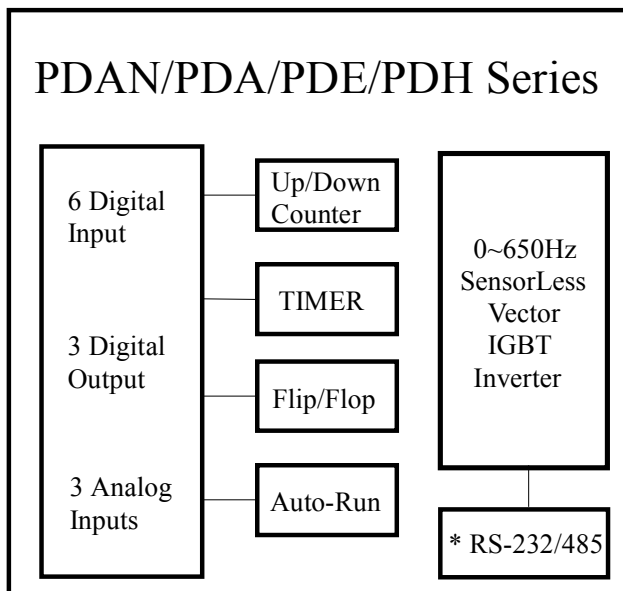 PDAN/PDA/PDE/PDH Series
6 Digital
Input
3 Digital
Output
3 Analog
Inputs
Up/Down
Counter
TIMER
Flip/Flop
Auto-Run
0~650Hz
SensorLess
Vector
IGBT
Inverter
* RS-232/485